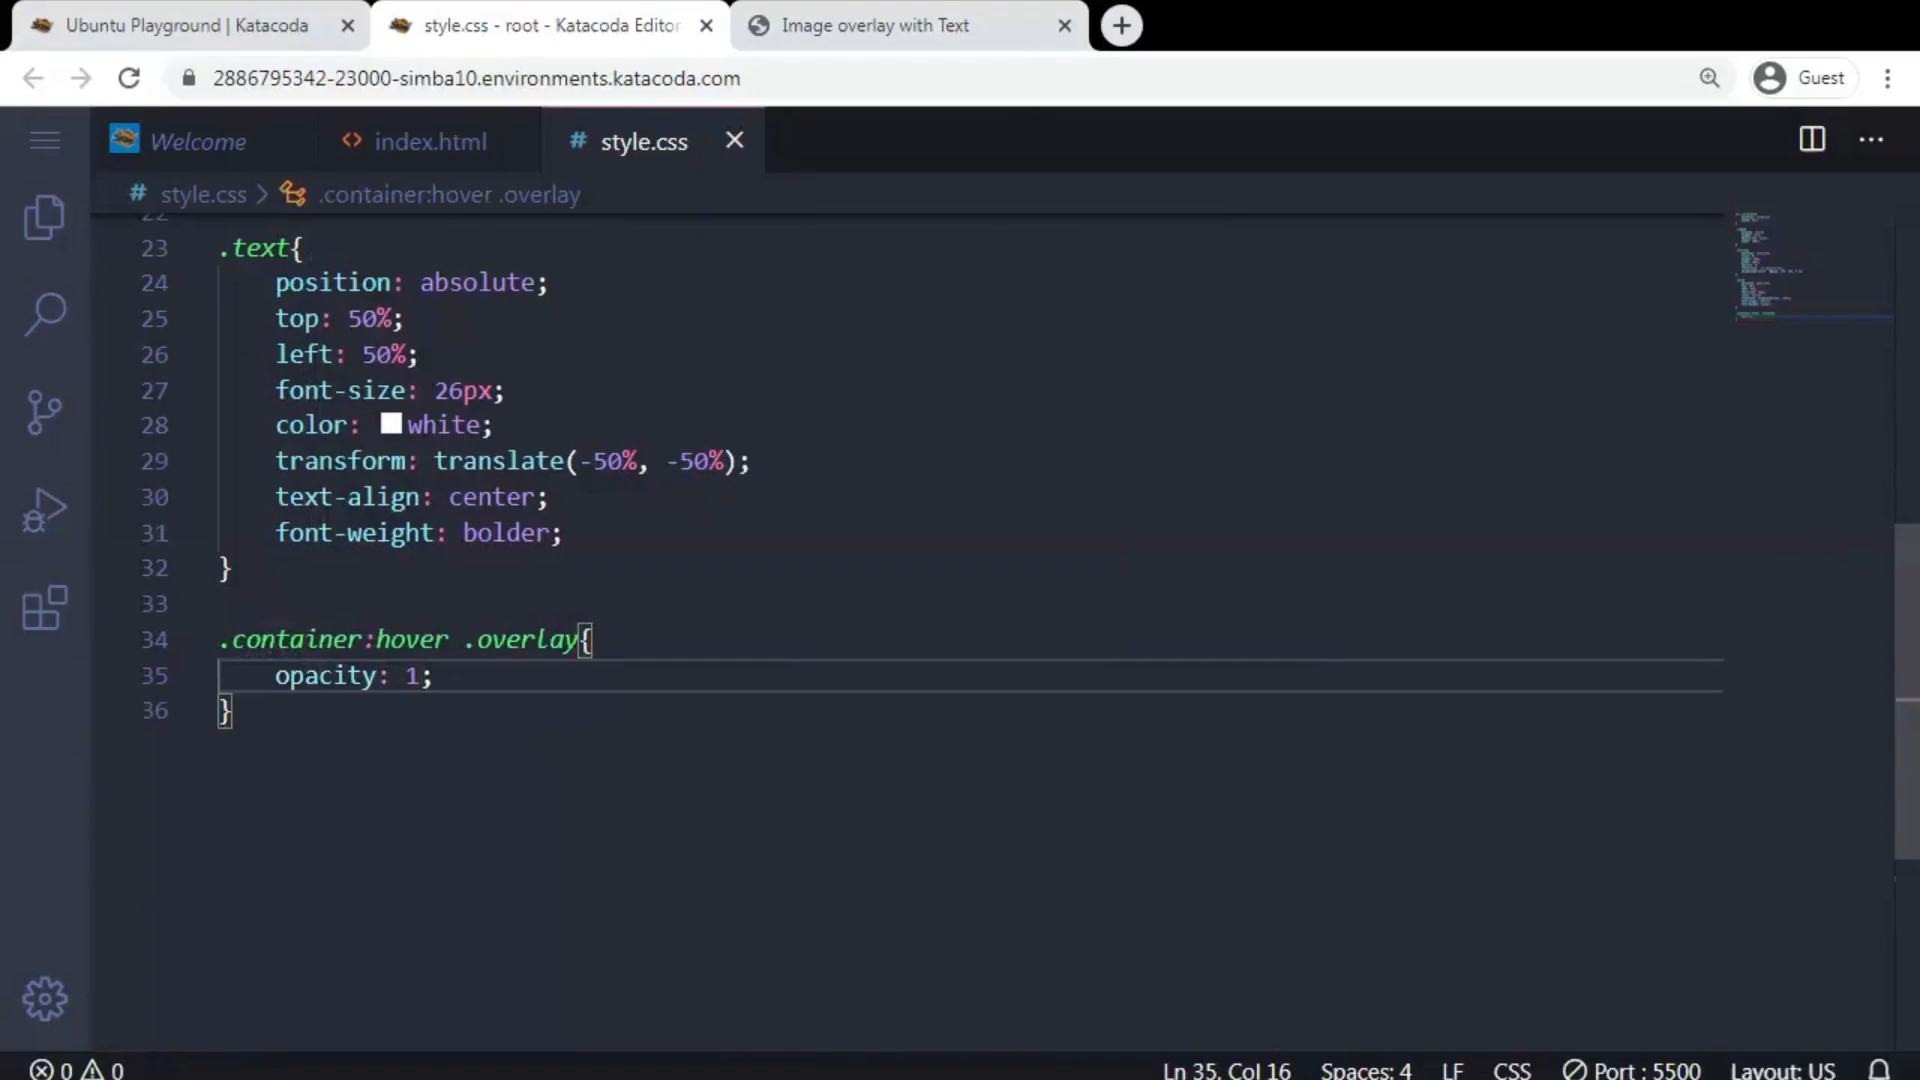 Ubuntu Playground | Katacoda
style.css - root - Katacoda Editor
Image overlay with Text
2886795342-23000-simba10.environments.katacoda.com
Guest
Welcome
index.html
# style.css
# style.css > .container:hover .overlay
22
23 .text{
24 position: absolute;
25 top: 50%;
26 left: 50%;
27 font-size: 26px;
28 color: white;
29 transform: translate(-50%, -50%);
30 text-align: center;
31 font-weight: bolder;
32 }
33
34 .container:hover .overlay{
35 opacity: 1;
36 }
0 0
Ln 35, Col 16
Spaces: 4
LF
CSS
Port : 5500
Layout: US